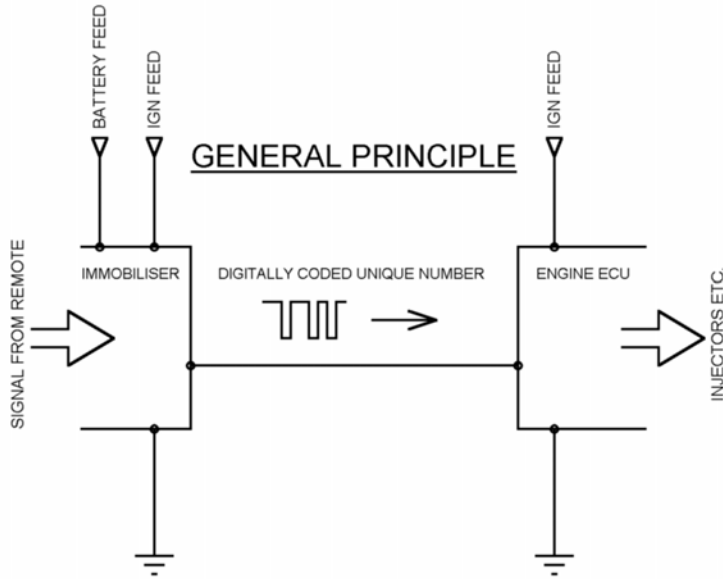 BATTERY FEED
IGN FEED
IGN FEED
GENERAL PRINCIPLE
SIGNAL FROM REMOTE
IMMOBILISER
DIGITALLY CODED UNIQUE NUMBER
ENGINE ECU
INJECTORS ETC.